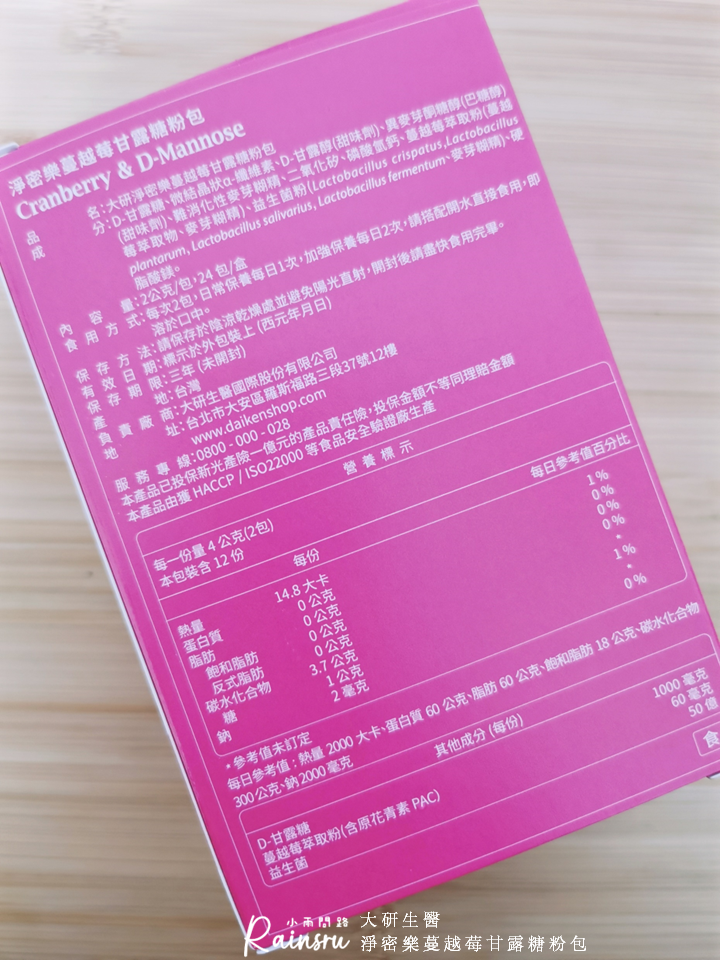 淨密樂蔓越莓甘露糖粉包
Cranberry & D-Mannose
品名：大研淨密樂蔓越莓甘露糖粉包
成分：D-甘露糖、微結晶狀α-纖維素、D-甘露醇(甜味劑)、異麥芽酮糖醇(巴糖醇)
(甜味劑)、難消化性麥芽糊精、二氧化矽、磷酸氫鈣、蔓越莓萃取粉(蔓越
莓萃取物、麥芽糊精)、益生菌粉(Lactobacillus crispatus, Lactobacillus
plantarum, Lactobacillus salivarius, Lactobacillus fermentum、麥芽糊精)、硬
脂酸鎂。
內容量：2公克/包，24包/盒
食用方式：每次2包，日常保養每日1次，加強保養每日2次，請搭配開水直接食用，即
溶於口中。
保存方法：請保存於陰涼乾燥處並避免陽光直射，開封後請盡快食用完畢。
有效日期：標示於外包裝上 (西元年月日)
保存期限：三年 (未開封)
產地：台灣
負責廠商：大研生醫國際股份有限公司
地址：台北市大安區羅斯福路三段37號12樓
www.daikenshop.com
服務專線：0800 - 000 - 028
本產品已投保新光產險一億元的產品責任險，投保金額不等同理賠金額
本產品由獲 HACCP / ISO22000 等食品安全驗證廠生產
營養標示
每一份量 4 公克(2包)
本包裝含 12 份
每份 每日參考值百分比
熱量 14.8 大卡 1%
蛋白質 0 公克 0%
脂肪 0 公克 0%
飽和脂肪 0 公克 0%
反式脂肪 0 公克 *
碳水化合物 3.7 公克 1%
糖 1 公克 *
鈉 2 毫克 0%
*參考值未訂定
每日參考值：熱量 2000 大卡、蛋白質 60 公克、脂肪 60 公克、飽和脂肪 18 公克、碳水化合物
300公克、鈉2000 毫克
其他成分 (每份)
D-甘露糖 1000 毫克
蔓越莓萃取粉(含原花青素 PAC) 60 毫克
益生菌 50 億
食
小雨問路
Rainsru
大研生醫
淨密樂蔓越莓甘露糖粉包